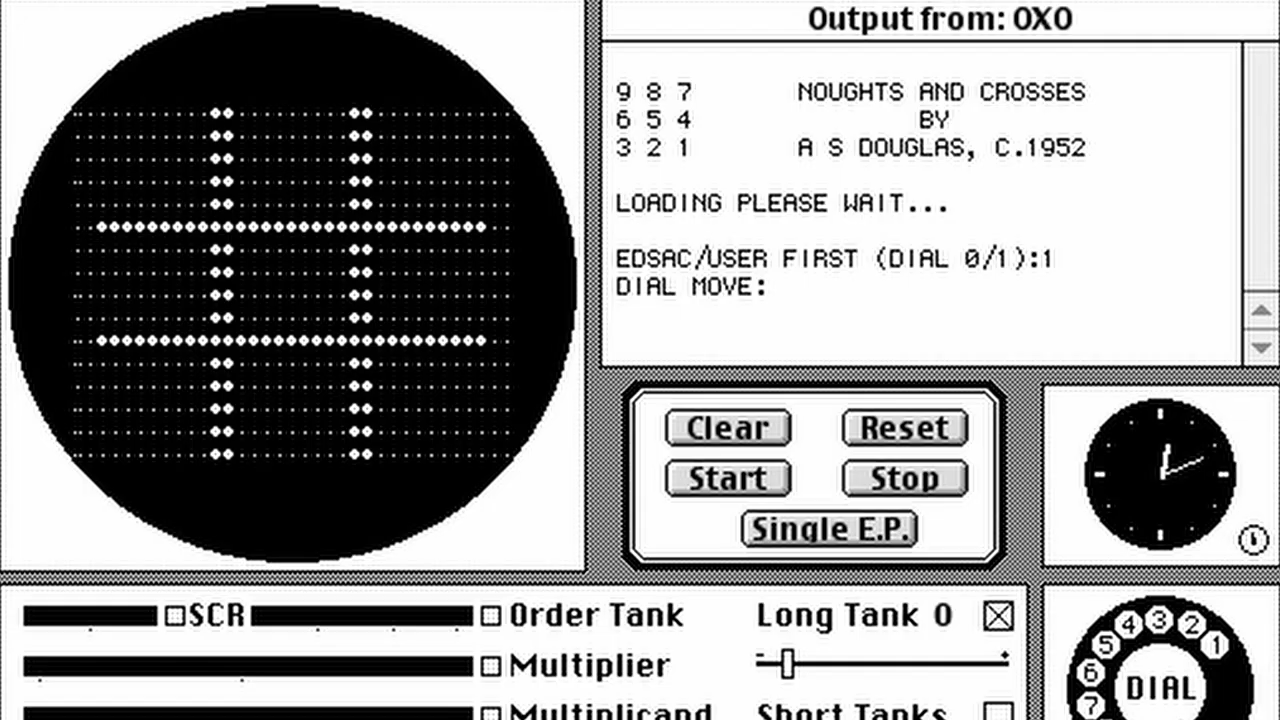 Output from: OXO
9 8 7 NOUGHTS AND CROSSES
6 5 4 BY
3 2 1 A S DOUGLAS, C.1952
LOADING PLEASE WAIT...
EDSAC/USER FIRST (DIAL 0/1):1
DIAL MOVE:
Clear Reset
Start Stop
Single E.P.
SCR Order Tank Long Tank 0
Multiplier
Multiplicand Short Tanks
1
2
3
4
5
6
7
DIAL